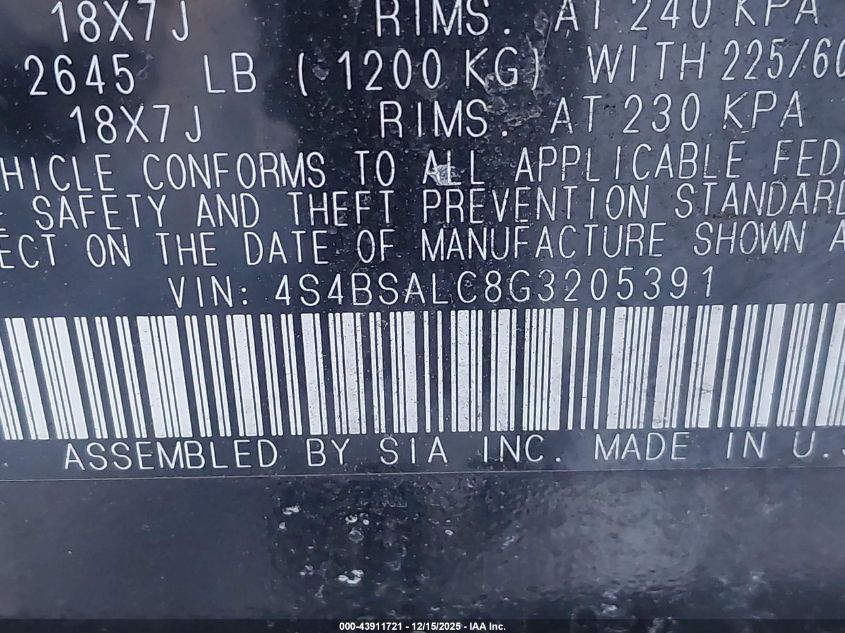 18X7J RIMS. AT 240 KPA
2645 LB ( 1200 KG) WITH 225/60
18X7J RIMS. AT 230 KPA
HICLE CONFORMS TO ALL APPLICABLE FED
E SAFETY AND THEFT PREVENTION STANDARD
ECT ON THE DATE OF MANUFACTURE SHOWN A
VIN: 4S4BSALC8G3205391
ASSEMBLED BY SIA INC. MADE IN U.S
000-43911721 - 12/15/2025 - IAA Inc.